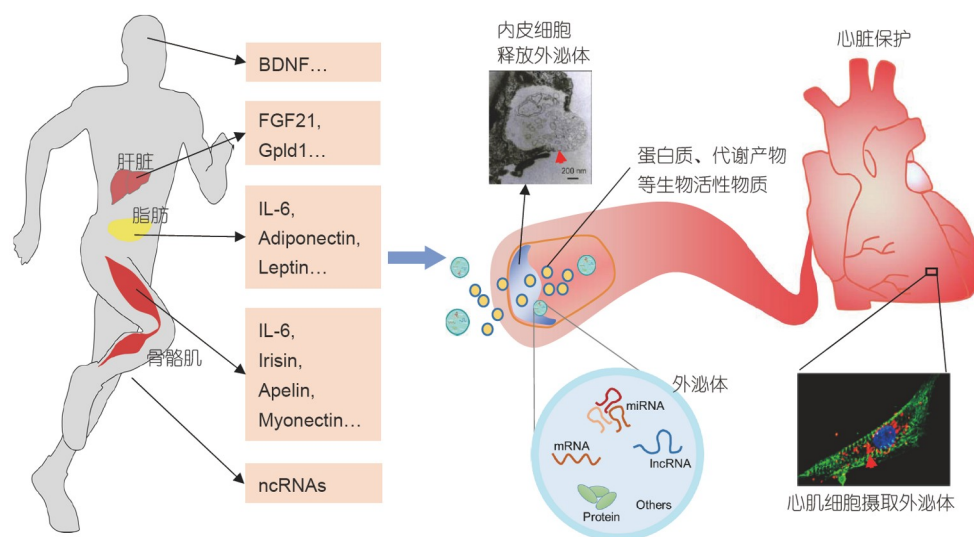 BDNF…
FGF21,
Gpld1…
肝脏
脂肪
IL-6,
Adiponectin,
Leptin…
骨骼肌
IL-6,
Irisin,
Apelin,
Myonectin…
ncRNAs
内皮细胞
释放外泌体
200 nm
蛋白质、代谢产物
等生物活性物质
心脏保护
外泌体
miRNA
mRNA
lncRNA
Protein
Others
心肌细胞摄取外泌体